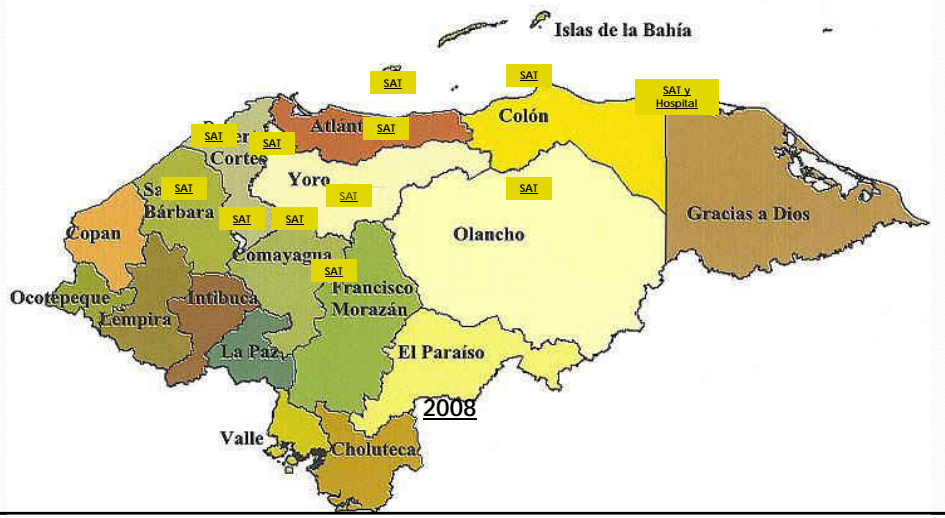 Islas de la Bahía
SAT
SAT
SAT y
Hospital
Colón
Atlánt
SAT
SAT
SAT
Cortes
Yoro
SAT
Bárbara
SAT
SAT
Gracias a Dios
SAT
SAT
Copan
Olancho
Comayagua
SAT
Francisco
Morazán
Ocotepeque
Intibuca
Lempira
La Paz
El Paraíso
2008
Valle
Choluteca